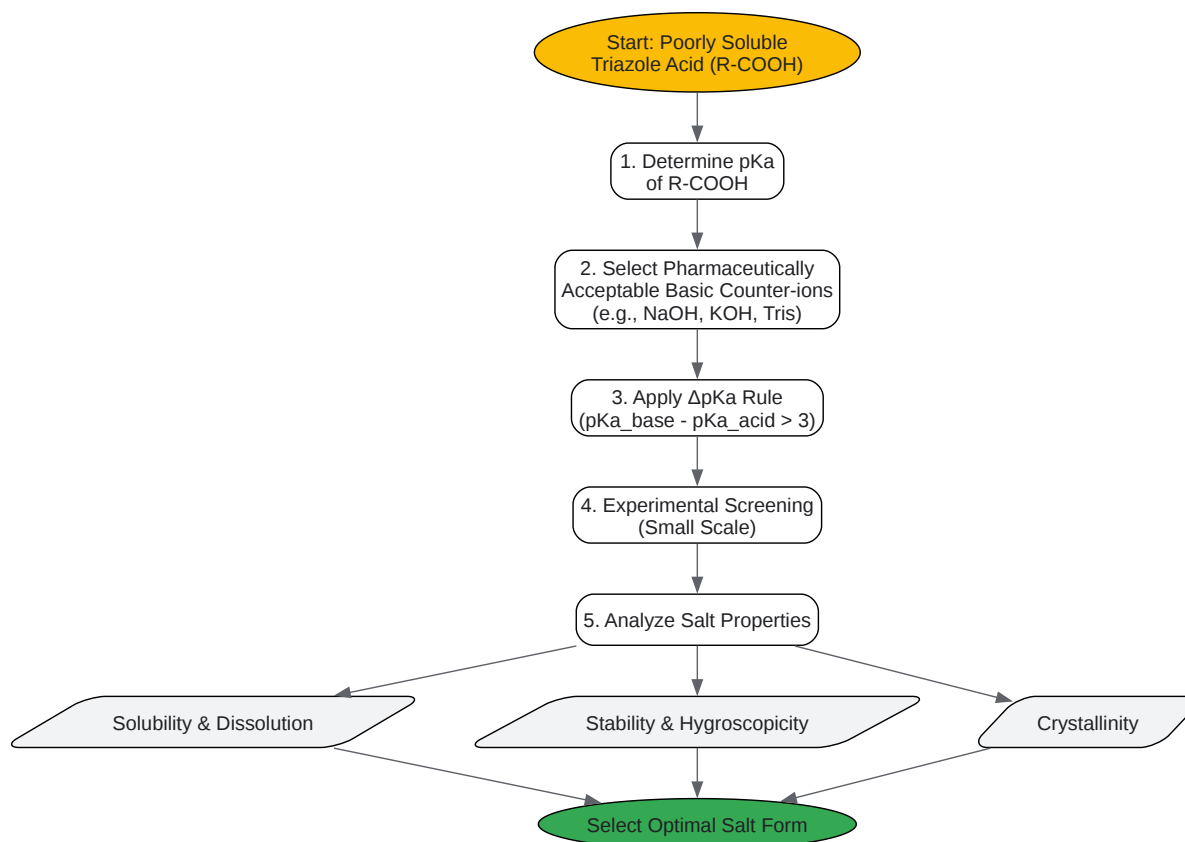 Start: Poorly Soluble
Triazole Acid (R-COOH)
1. Determine pKa
of R-COOH
2. Select Pharmaceutically
Acceptable Basic Counter-ions
(e.g., NaOH, KOH, Tris)
3. Apply ΔpKa Rule
(pKa_base - pKa_acid > 3)
4. Experimental Screening
(Small Scale)
5. Analyze Salt Properties
Solubility & Dissolution
Stability & Hygroscopicity
Crystallinity
Select Optimal Salt Form